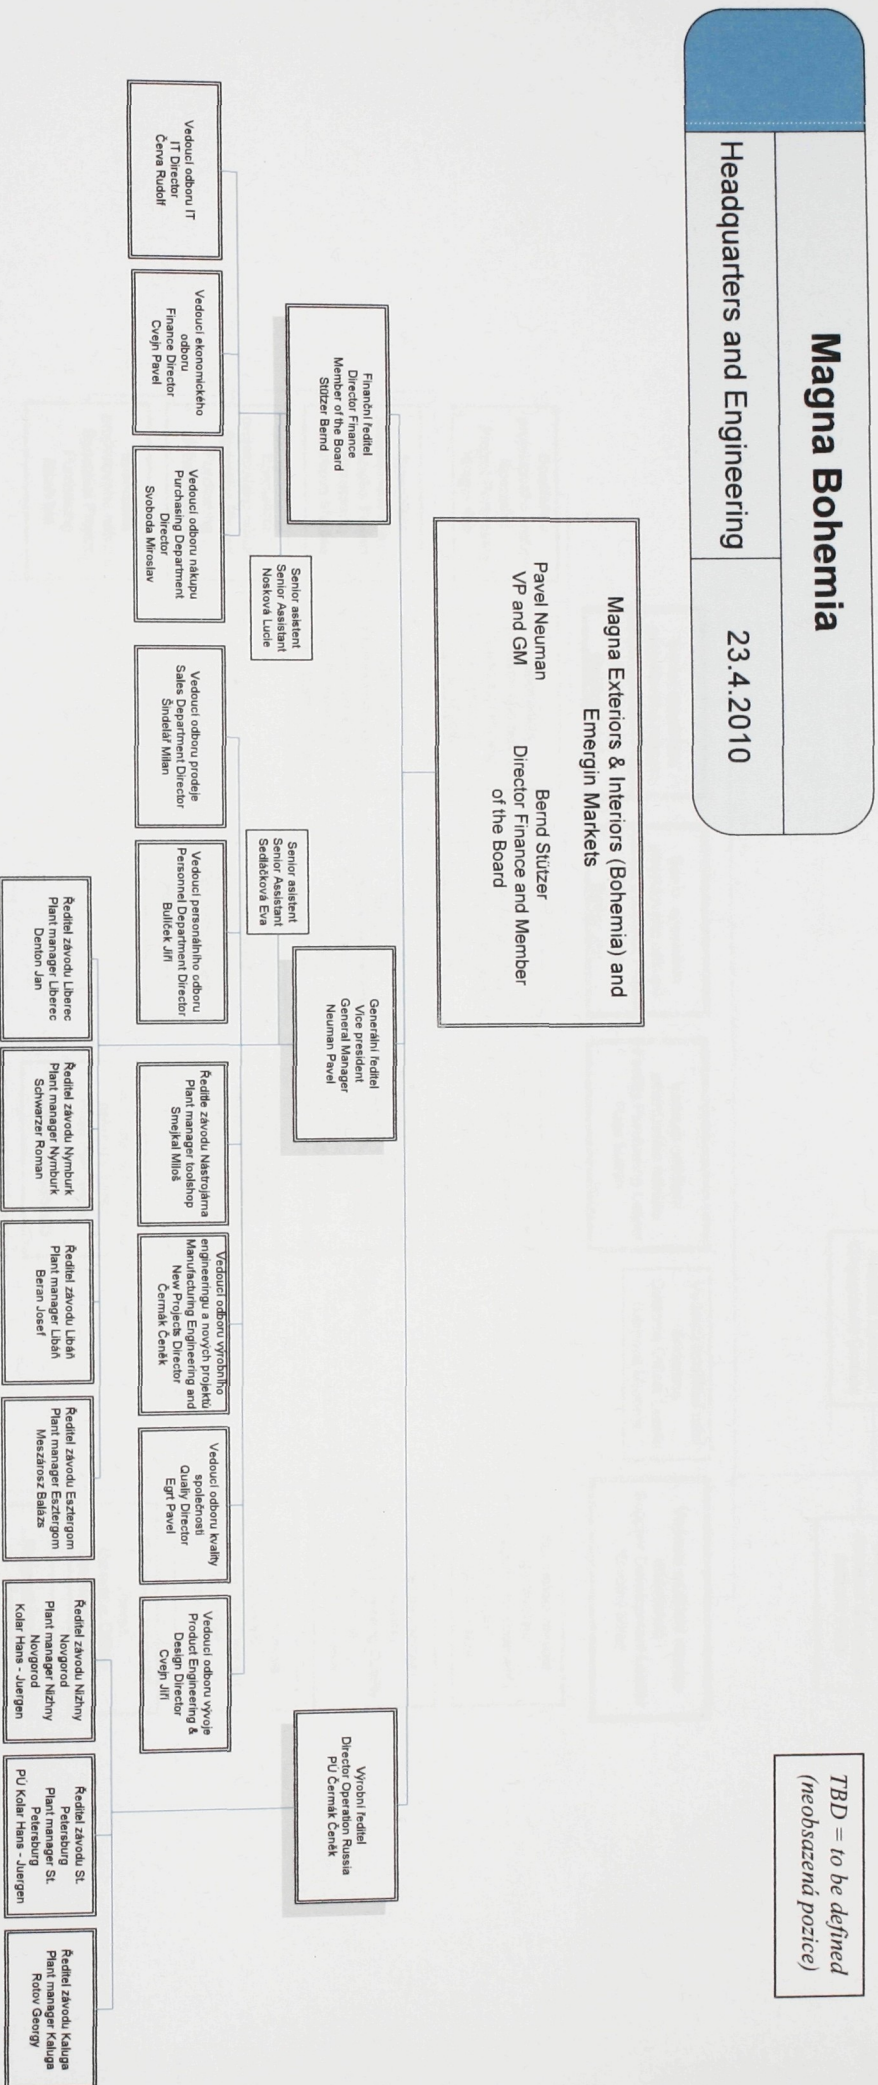 Magna Bohemia
Headquarters and Engineering
23.4.2010
TBD = to be defined
(neobsazená pozice)
Magna Exteriors & Interiors (Bohemia) and
Emergin Markets
Pavel Neuman
VP and GM
Bernd Stützer
Director Finance and Member
of the Board
Finanční ředitel
Director Finance
Member of the Board
Stützer Bernd
Generální ředitel
Vice president
General Manager
Neuman Pavel
Výrobní ředitel
Director Operation Russia
PÚ Čermák Čeněk
Senior asistent
Senior Assistant
Nosková Lucie
Senior asistent
Senior Assistant
Sedláčková Eva
Vedoucí odboru IT
IT Director
Červa Rudolf
Vedoucí ekonomického
odboru
Finance Director
Cvejn Pavel
Vedoucí odboru nákupu
Purchasing Department
Director
Svoboda Miroslav
Vedoucí odboru prodeje
Sales Department Director
Šindelář Milan
Vedoucí personálního odboru
Personnel Department Director
Bulíček Jiří
Ředitle závodu Nástrojárna
Plant manager toolshop
Smejkal Miloš
Vedoucí odboru výrobního
engineeringu a nových projektů
Manufacturing Engineering and
New Projects Director
Čermák Čeněk
Vedoucí odboru kvality
společnosti
Qualiy Director
Egrt Pavel
Vedoucí odboru vývoje
Product Engineering &
Design Director
Cvejn Jiří
Ředitel závodu Liberec
Plant manager Liberec
Denton Jan
Ředitel závodu Nymburk
Plant manager Nymburk
Schwarzer Roman
Ředitel závodu Libáň
Plant manager Libáň
Beran Josef
Ředitel závodu Esztergom
Plant manager Esztergom
Meszárosz Balázs
Ředitel závodu Nizhny
Novgorod
Plant manager Nizhny
Novgorod
Kolar Hans - Juergen
Ředitel závodu St.
Petersburg
Plant manager St.
Petersburg
PÚ Kolar Hans - Juergen
Ředitel závodu Kaluga
Plant manager Kaluga
Rotov Georgy